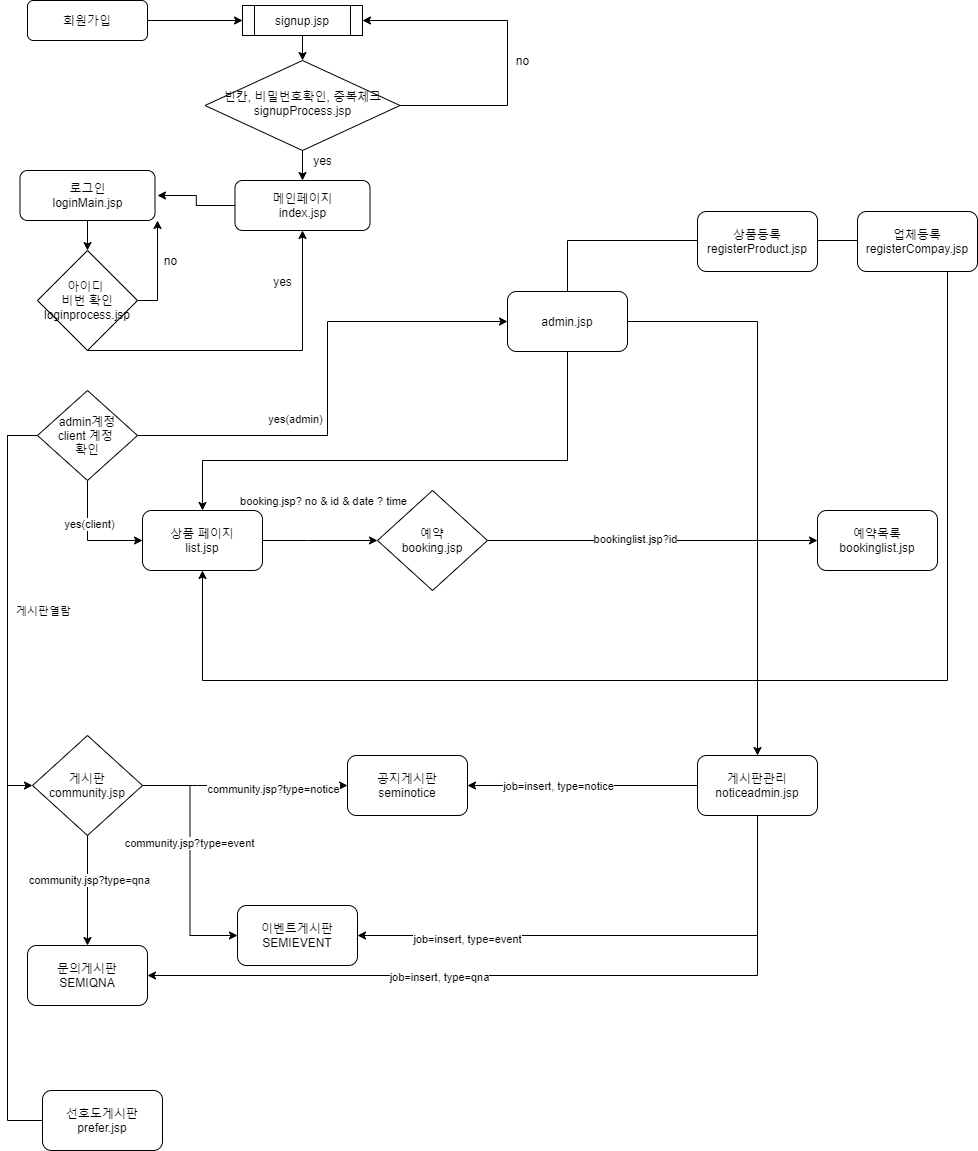 회원가입
signup.jsp
no
빈칸, 비밀번호확인, 중복체크
signupProcess.jsp
yes
로그인
loginMain.jsp
메인페이지
index.jsp
no
yes
아이디
비번 확인
loginprocess.jsp
상품등록
registerProduct.jsp
업체등록
registerCompay.jsp
admin.jsp
admin계정
client 계정
확인
yes(admin)
yes(client)
booking.jsp? no & id & date ? time
상품 페이지
list.jsp
예약
booking.jsp
bookinglist.jsp?id
예약목록
bookinglist.jsp
게시판열람
게시판
community.jsp
community.jsp?type=notice
공지게시판
seminotice
job=insert, type=notice
게시판관리
noticeadmin.jsp
community.jsp?type=event
community.jsp?type=qna
이벤트게시판
SEMIEVENT
job=insert, type=event
문의게시판
SEMIQNA
job=insert, type=qna
선호도게시판
prefer.jsp